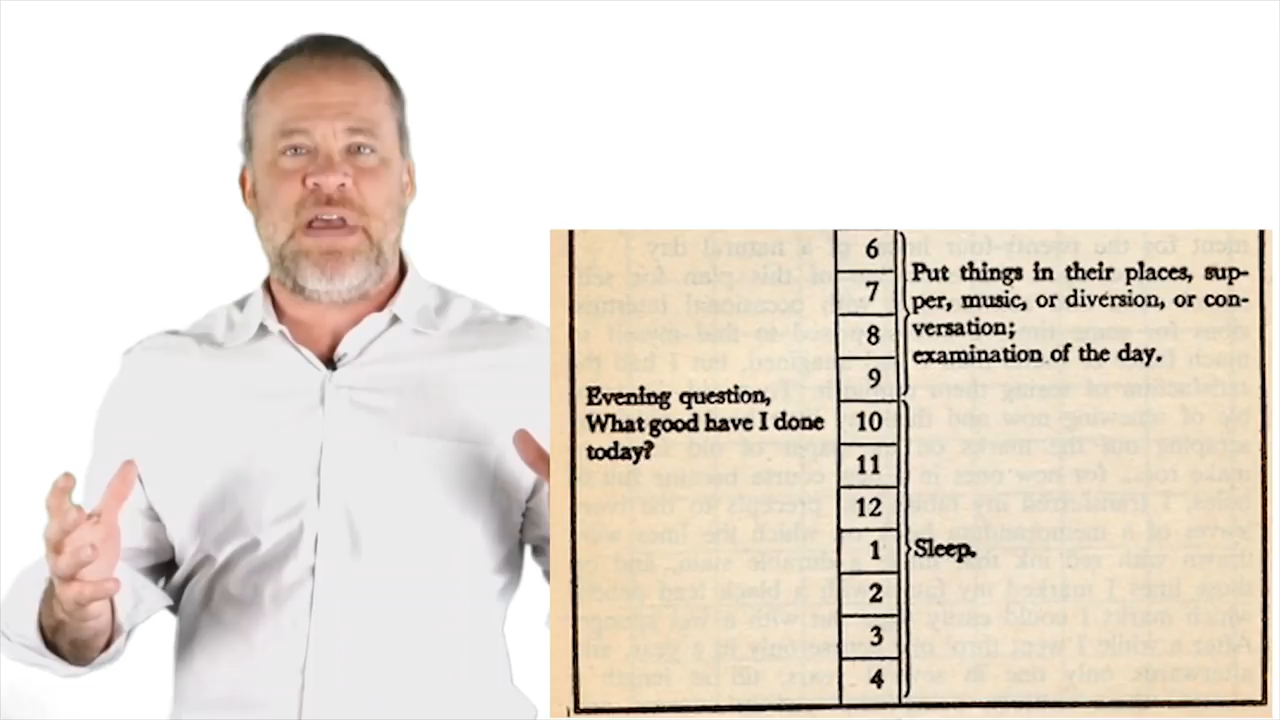 6
7
8
9
10
11
12
1
2
3
4
Put things in their places, sup-
per, music, or diversion, or con-
versation;
examination of the day.
Evening question,
What good have I done
today?
Sleep.